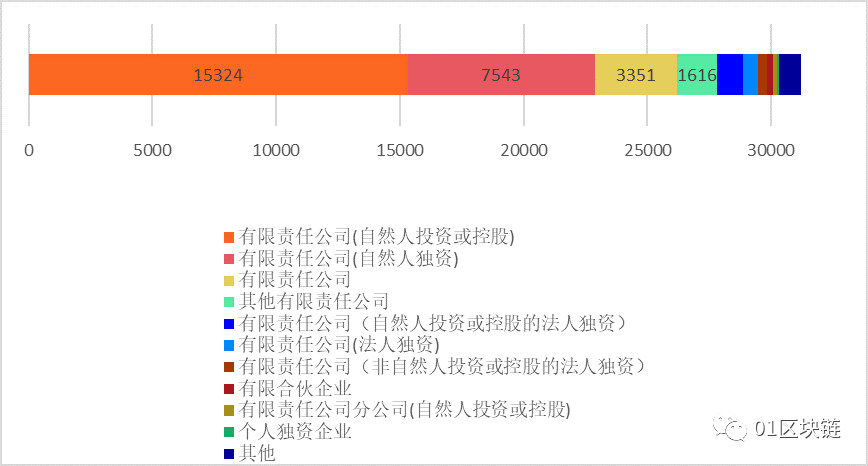 15324 7543 3351 1616
0 5000 10000 15000 20000 25000 30000
有限责任公司(自然人投资或控股)
有限责任公司(自然人独资)
有限责任公司
其他有限责任公司
有限责任公司（自然人投资或控股的法人独资）
有限责任公司(法人独资)
有限责任公司（非自然人投资或控股的法人独资）
有限合伙企业
有限责任公司分公司(自然人投资或控股)
个人独资企业
其他
01区块链